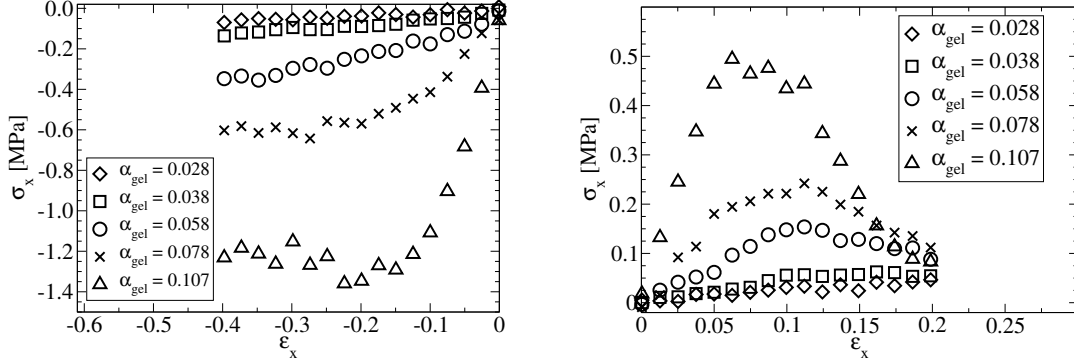 0.0
-0.2
-0.4
-0.6
-0.8
-1.0
-1.2
-1.4
σx [MPa]
αgel = 0.028
αgel = 0.038
αgel = 0.058
αgel = 0.078
αgel = 0.107
-0.6 -0.5 -0.4 -0.3 -0.2 -0.1 0
εx
0.5
0.4
0.3
0.2
0.1
0
σx [MPa]
αgel = 0.028
αgel = 0.038
αgel = 0.058
αgel = 0.078
αgel = 0.107
0 0.05 0.1 0.15 0.2
εx